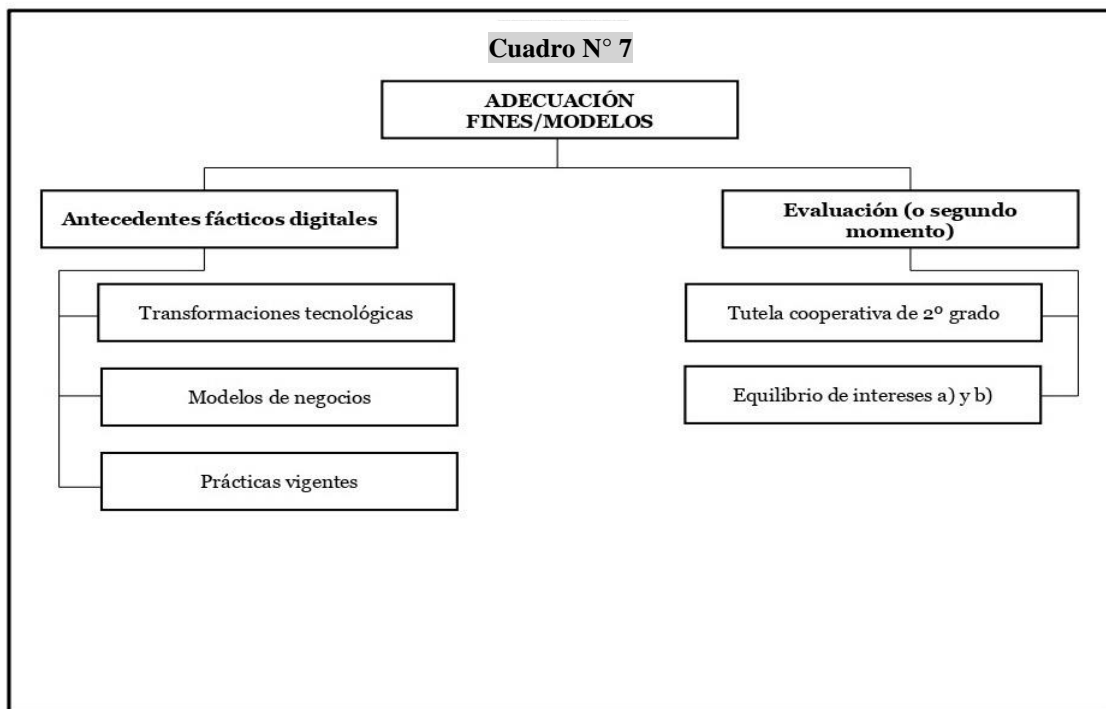 Cuadro N° 7
ADECUACIÓN
FINES/MODELOS
Antecedentes fácticos digitales
Transformaciones tecnológicas
Modelos de negocios
Prácticas vigentes
Evaluación (o segundo
momento)
Tutela cooperativa de 2º grado
Equilibrio de intereses a) y b)